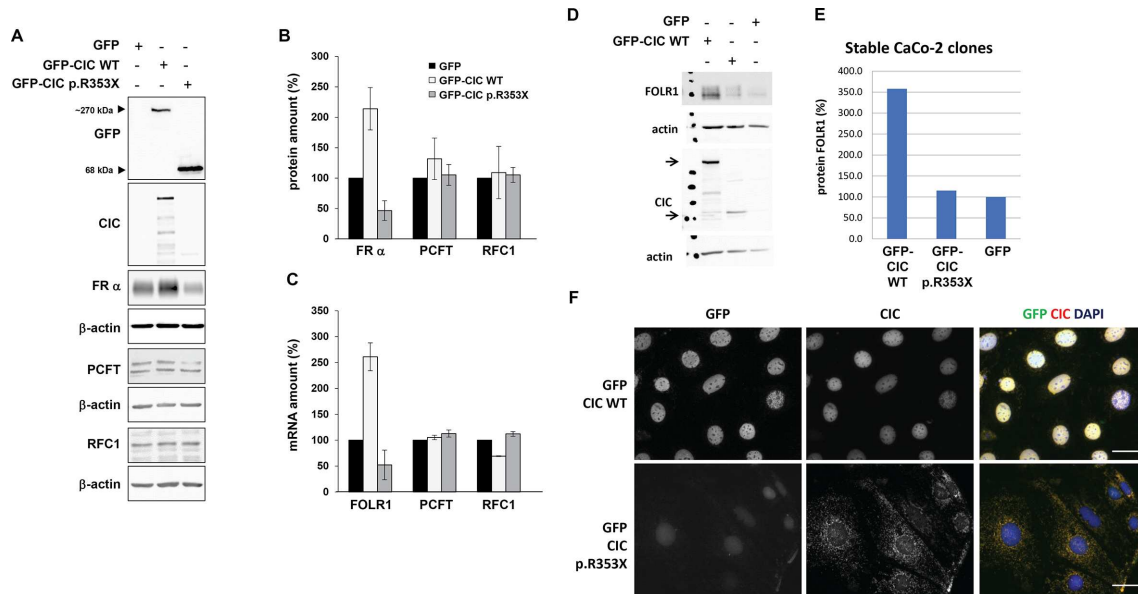 A
GFP + - -
GFP-CIC WT - + -
GFP-CIC p.R353X - - +
~270 kDa
GFP
68 kDa
CIC
FR α
β-actin
PCFT
β-actin
RFC1
β-actin
B
300
250
200
150
100
50
0
protein amount (%)
GFP
GFP-CIC WT
GFP-CIC p.R353X
FR α PCFT RFC1
C
350
300
250
200
150
100
50
0
mRNA amount (%)
FOLR1 PCFT RFC1
D
GFP - - +
GFP-CIC WT + - -
- + -
FOLR1
actin
CIC
actin
E
Stable CaCo-2 clones
400.0
350.0
300.0
250.0
200.0
150.0
100.0
50.0
0.0
protein FOLR1 (%)
GFP-
CIC
WT
GFP-
CIC
p.R353X
GFP
F
GFP CIC GFP CIC DAPI
GFP
CIC WT
GFP
CIC
p.R353X